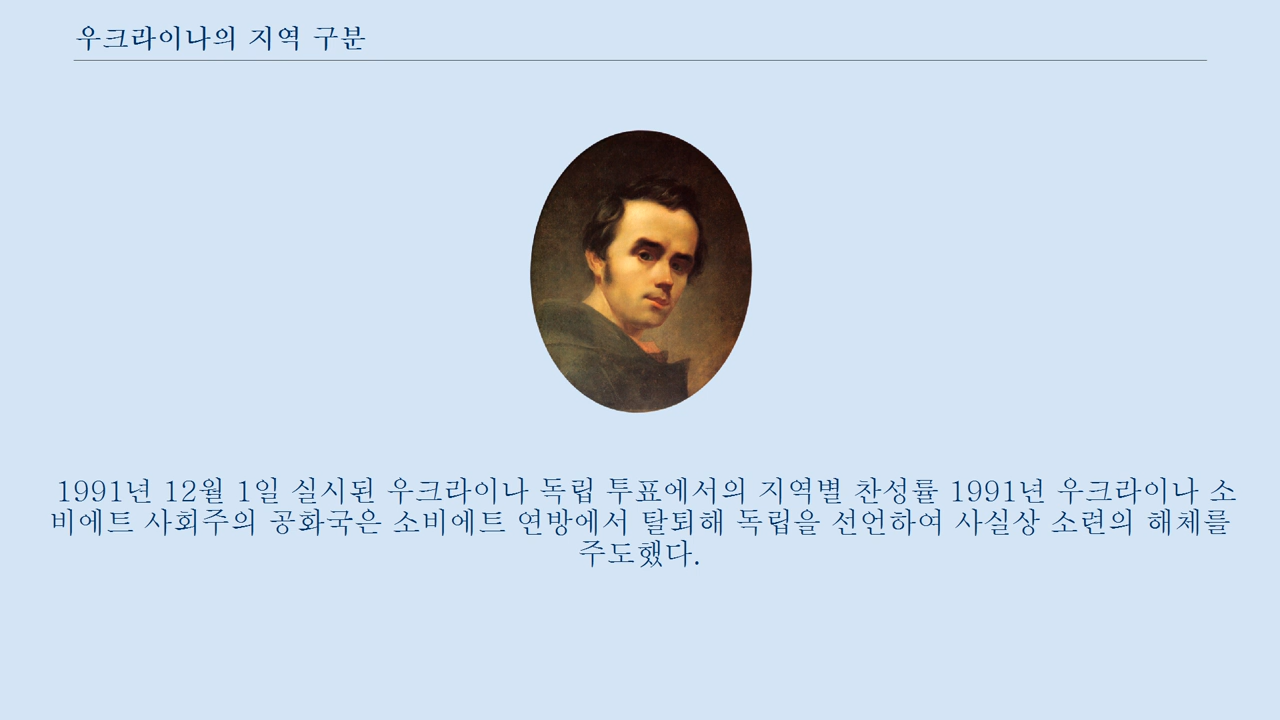 우크라이나의 지역 구분
1991년 12월 1일 실시된 우크라이나 독립 투표에서의 지역별 찬성률 1991년 우크라이나 소
비에트 사회주의 공화국은 소비에트 연방에서 탈퇴해 독립을 선언하여 사실상 소련의 해체를
주도했다.